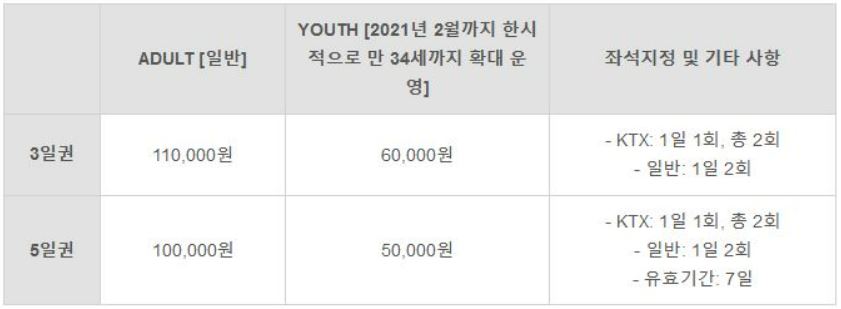 ADULT [일반]
YOUTH [2021년 2월까지 한시
적으로 만 34세까지 확대 운
영]
좌석지정 및 기타 사항
3일권
110,000원
60,000원
- KTX: 1일 1회, 총 2회
- 일반: 1일 2회
5일권
100,000원
50,000원
- KTX: 1일 1회, 총 2회
- 일반: 1일 2회
- 유효기간: 7일